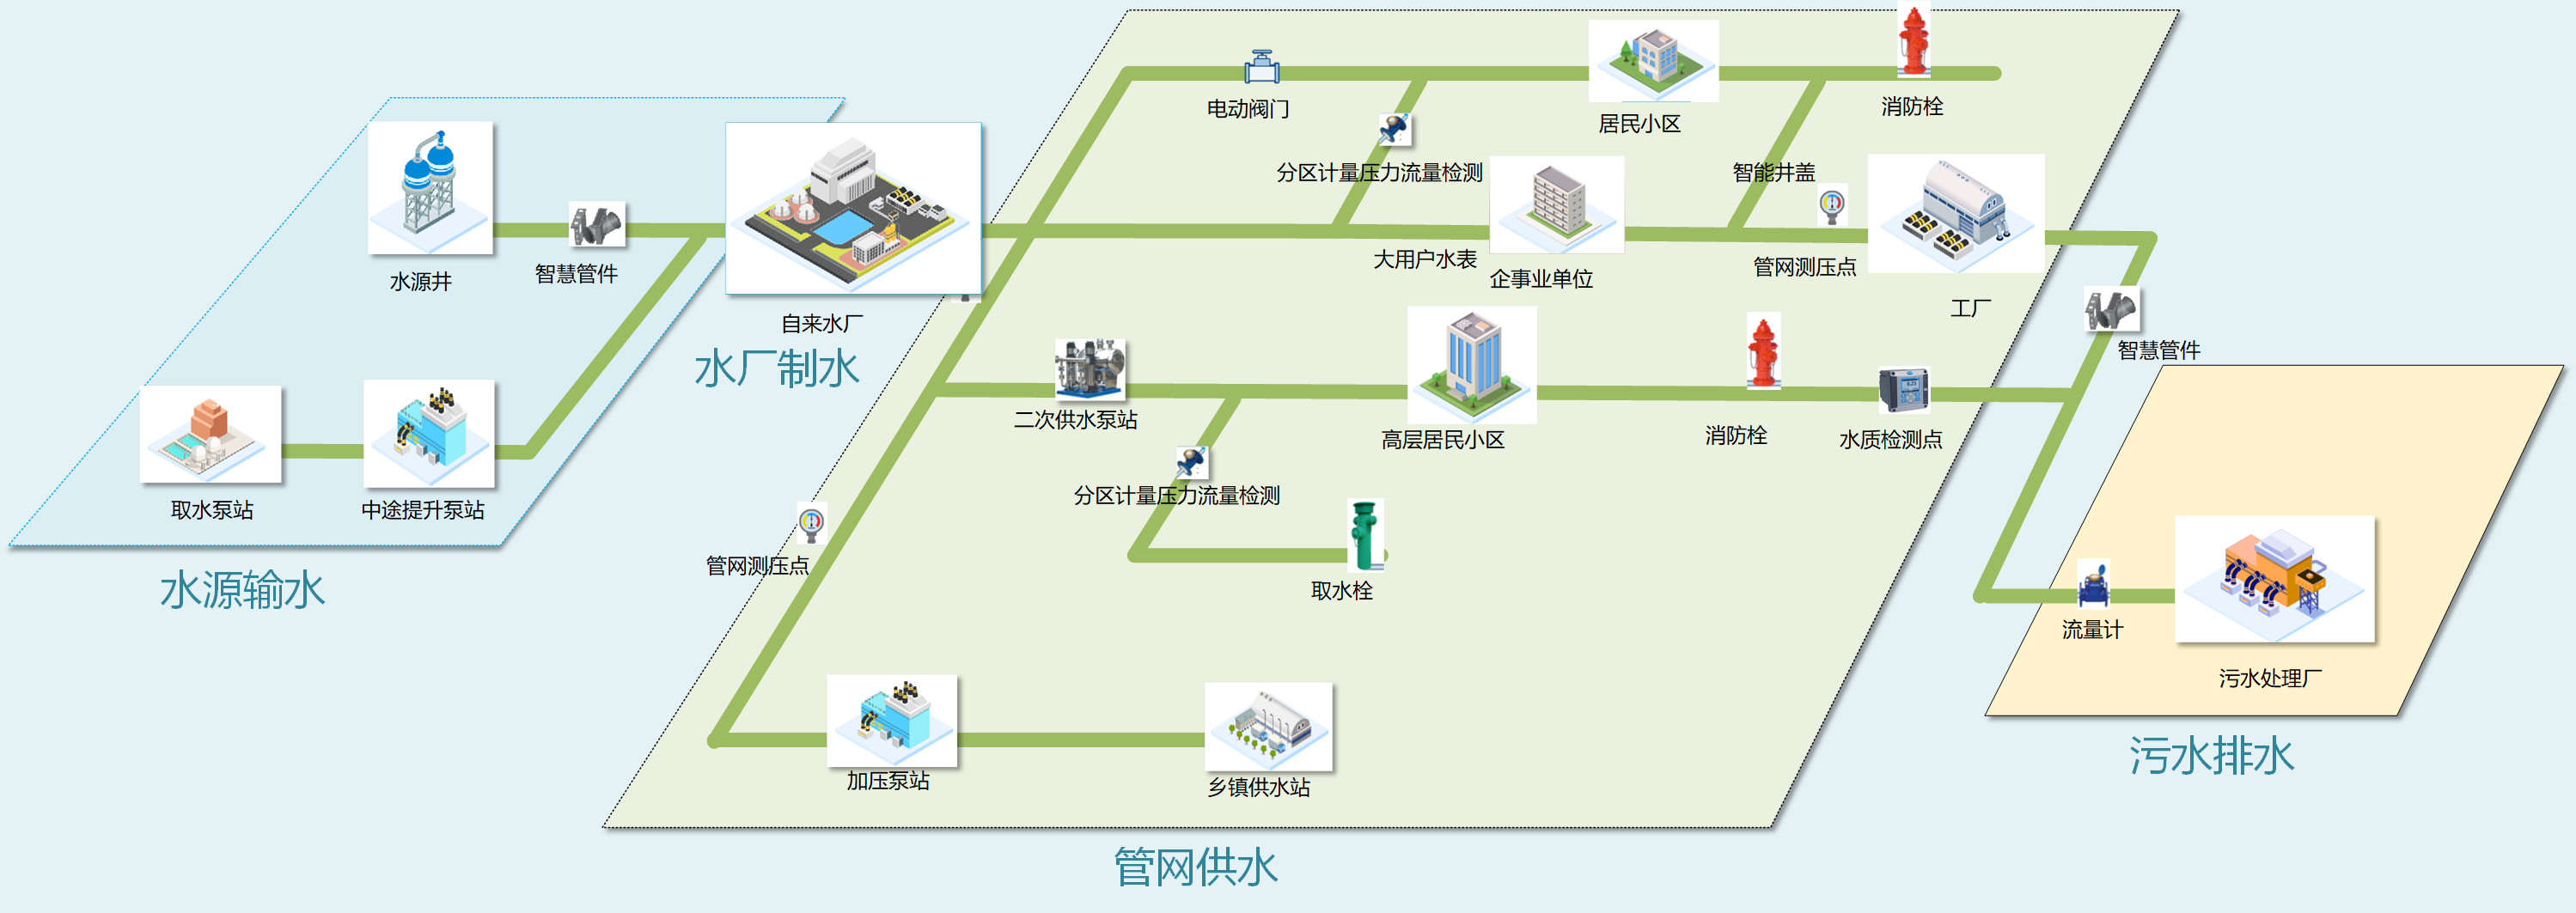 电动阀门
居民小区
消防栓
分区计量压力流量检测
智能井盖
水源井
智慧管件
大用户水表
企事业单位
管网测压点
工厂
自来水厂
水厂制水
智慧管件
二次供水泵站
高层居民小区
消防栓
水质检测点
取水泵站
中途提升泵站
分区计量压力流量检测
管网测压点
取水栓
水源输水
流量计
污水处理厂
加压泵站
乡镇供水站
污水排水
管网供水